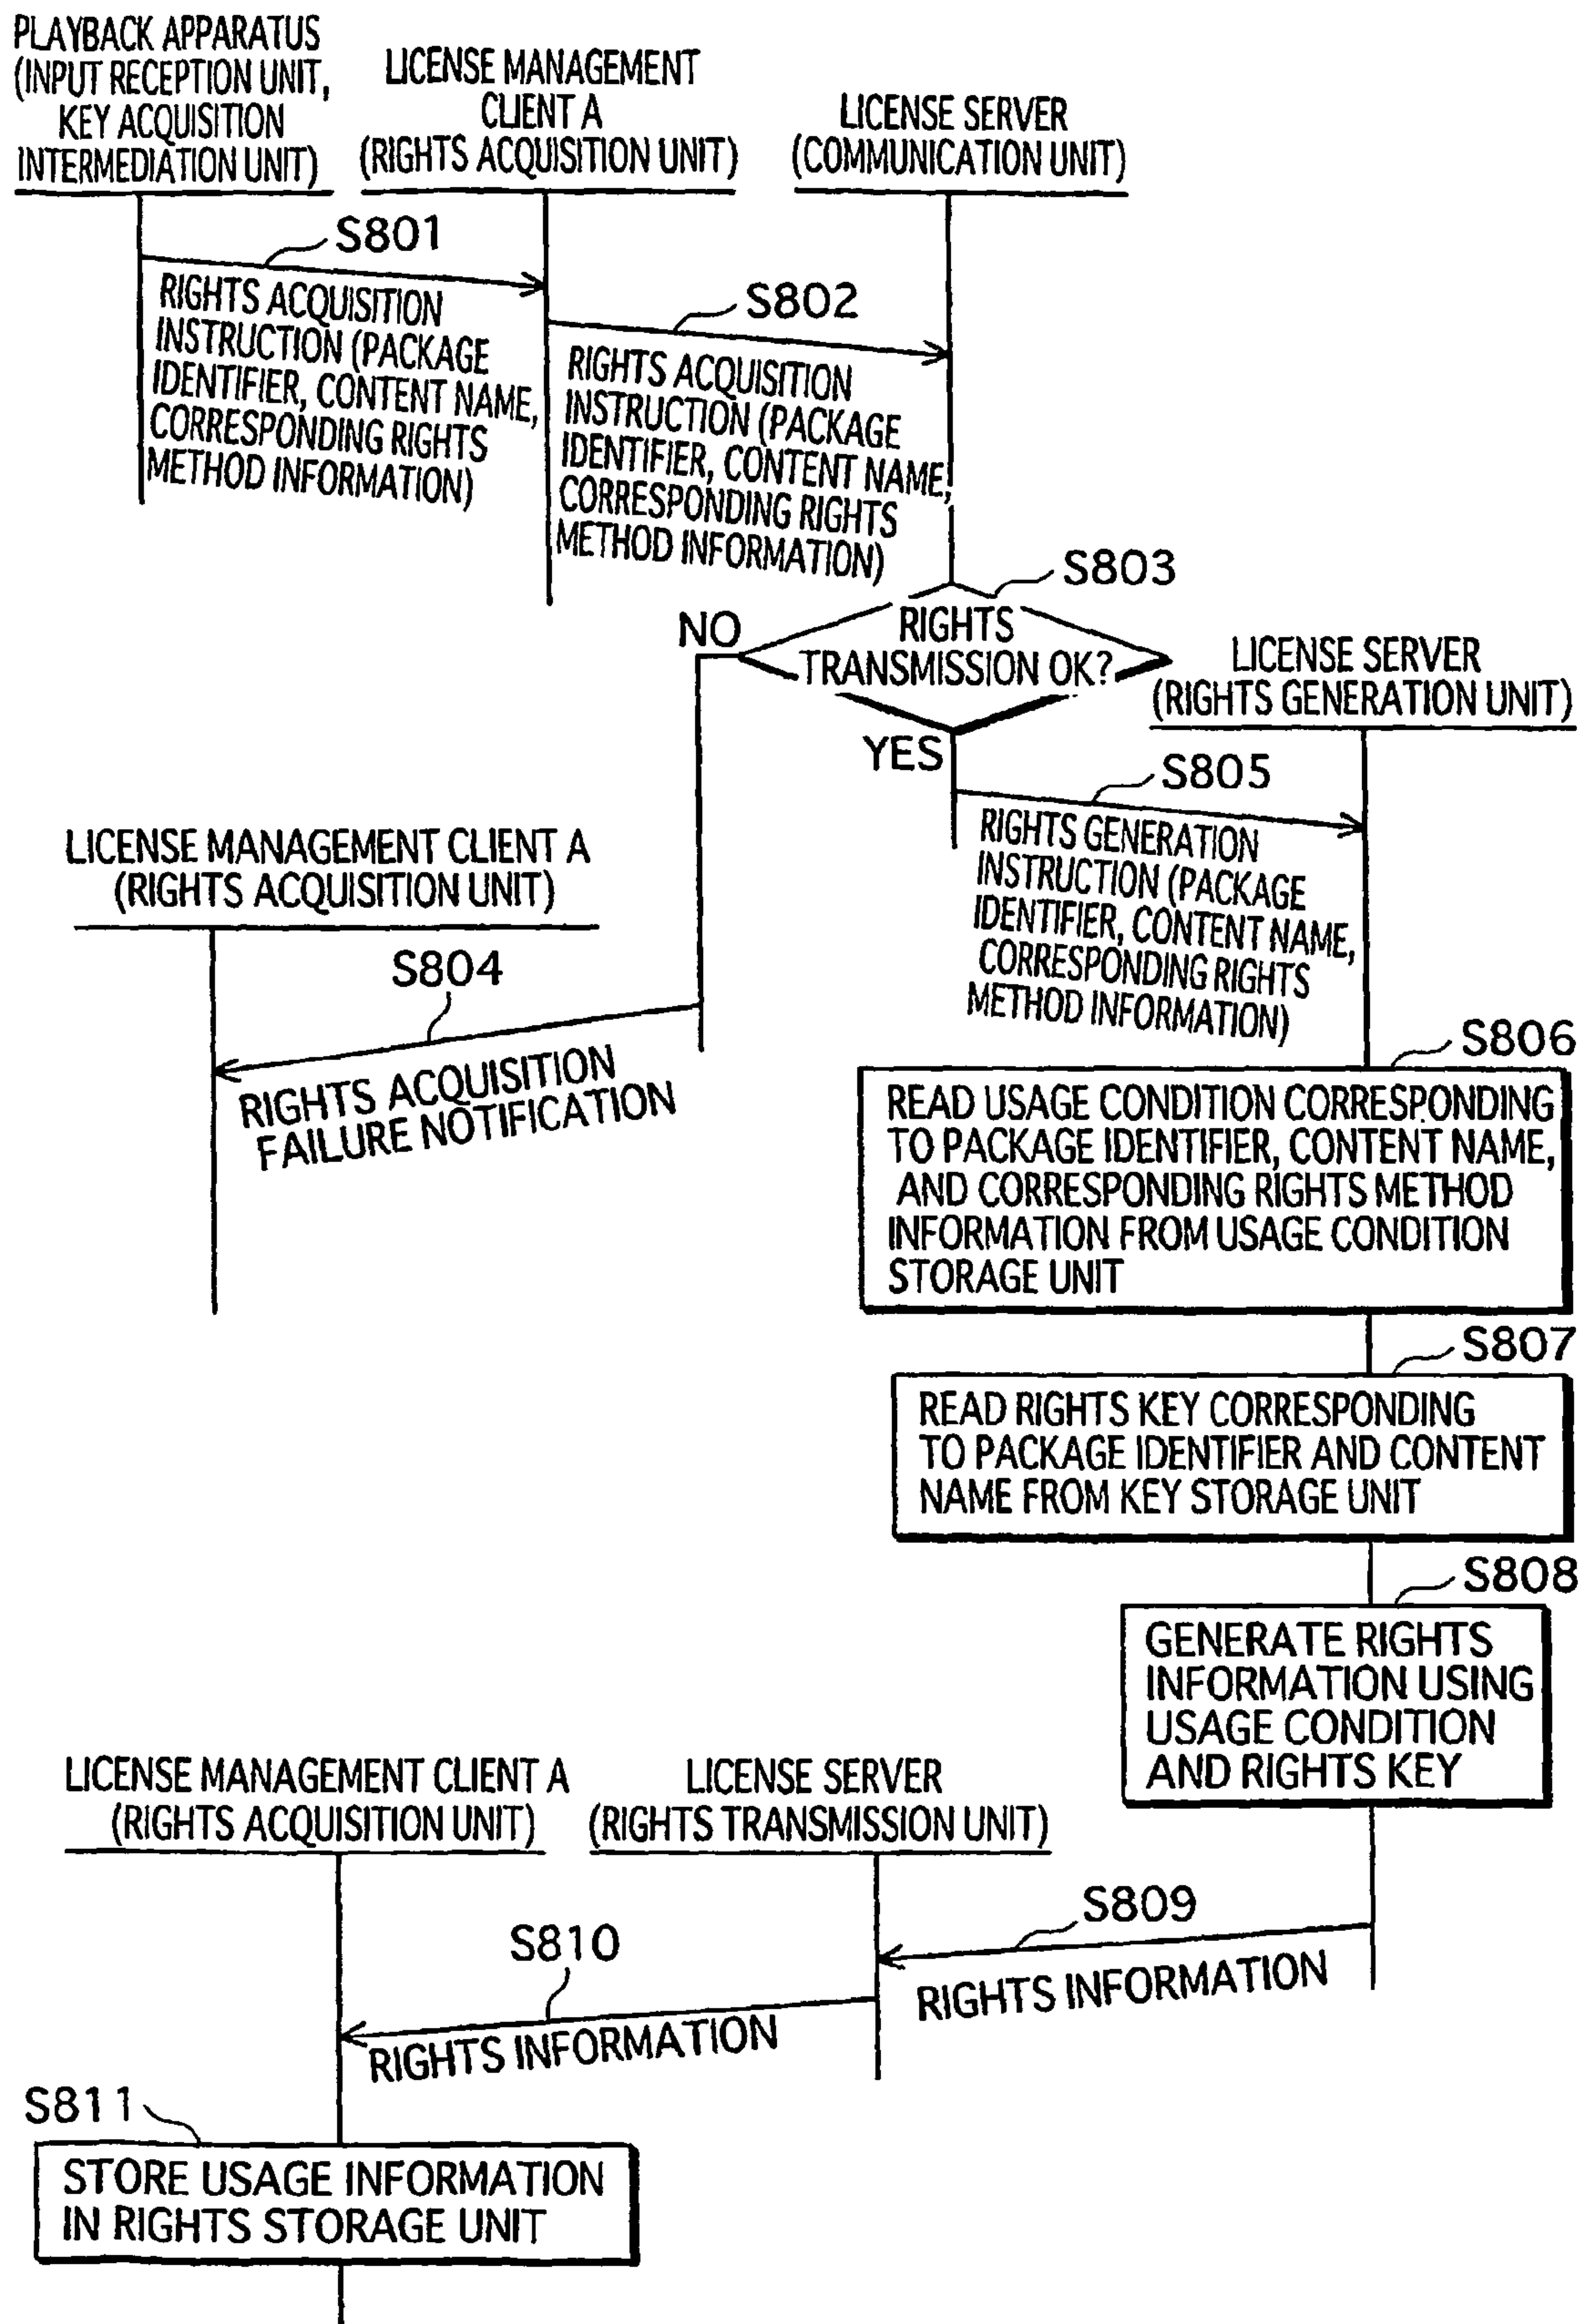 PLAYBACK APPARATUS
(INPUT RECEPTION UNIT,
KEY ACQUISITION
INTERMEDIATION UNIT)
LICENSE MANAGEMENT
CLIENT A
(RIGHTS ACQUISITION UNIT)
LICENSE SERVER
(COMMUNICATION UNIT)
S801
RIGHTS ACQUISITION
INSTRUCTION (PACKAGE
IDENTIFIER, CONTENT NAME,
CORRESPONDING RIGHTS
METHOD INFORMATION)
S802
RIGHTS ACQUISITION
INSTRUCTION (PACKAGE
IDENTIFIER, CONTENT NAME,
CORRESPONDING RIGHTS
METHOD INFORMATION)
S803
RIGHTS
TRANSMISSION OK?
NO
YES
LICENSE SERVER
(RIGHTS GENERATION UNIT)
S805
RIGHTS GENERATION
INSTRUCTION (PACKAGE
IDENTIFIER, CONTENT NAME,
CORRESPONDING RIGHTS
METHOD INFORMATION)
LICENSE MANAGEMENT CLIENT A
(RIGHTS ACQUISITION UNIT)
S804
RIGHTS ACQUISITION
FAILURE NOTIFICATION
S806
READ USAGE CONDITION CORRESPONDING
TO PACKAGE IDENTIFIER, CONTENT NAME,
AND CORRESPONDING RIGHTS METHOD
INFORMATION FROM USAGE CONDITION
STORAGE UNIT
S807
READ RIGHTS KEY CORRESPONDING
TO PACKAGE IDENTIFIER AND CONTENT
NAME FROM KEY STORAGE UNIT
S808
GENERATE RIGHTS
INFORMATION USING
USAGE CONDITION
AND RIGHTS KEY
LICENSE MANAGEMENT CLIENT A
(RIGHTS ACQUISITION UNIT)
LICENSE SERVER
(RIGHTS TRANSMISSION UNIT)
S809
RIGHTS INFORMATION
S810
RIGHTS INFORMATION
S811
STORE USAGE INFORMATION
IN RIGHTS STORAGE UNIT